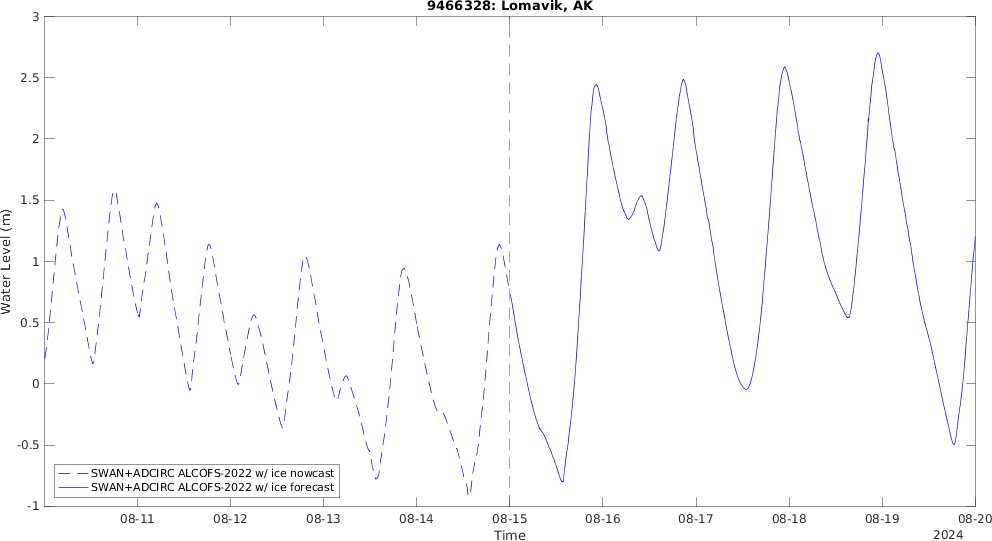 9466328: Lomavik, AK
3
2.5
2
1.5
1
0.5
0
-0.5
-1
Water Level (m)
SWAN+ADCIRC ALCOFS-2022 w/ ice nowcast
SWAN+ADCIRC ALCOFS-2022 w/ ice forecast
08-11 08-12 08-13 08-14 08-15 08-16 08-17 08-18 08-19 08-20
Time
2024